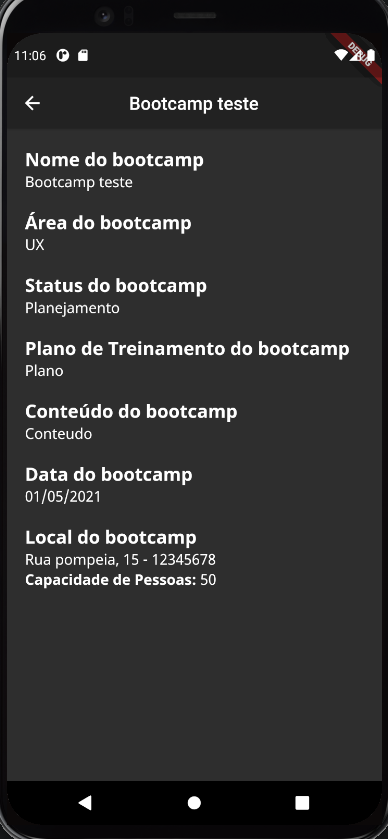 11:06
DEBUG
Bootcamp teste
Nome do bootcamp
Bootcamp teste
Área do bootcamp
UX
Status do bootcamp
Planejamento
Plano de Treinamento do bootcamp
Plano
Conteúdo do bootcamp
Conteudo
Data do bootcamp
01/05/2021
Local do bootcamp
Rua pompeia, 15 - 12345678
Capacidade de Pessoas: 50